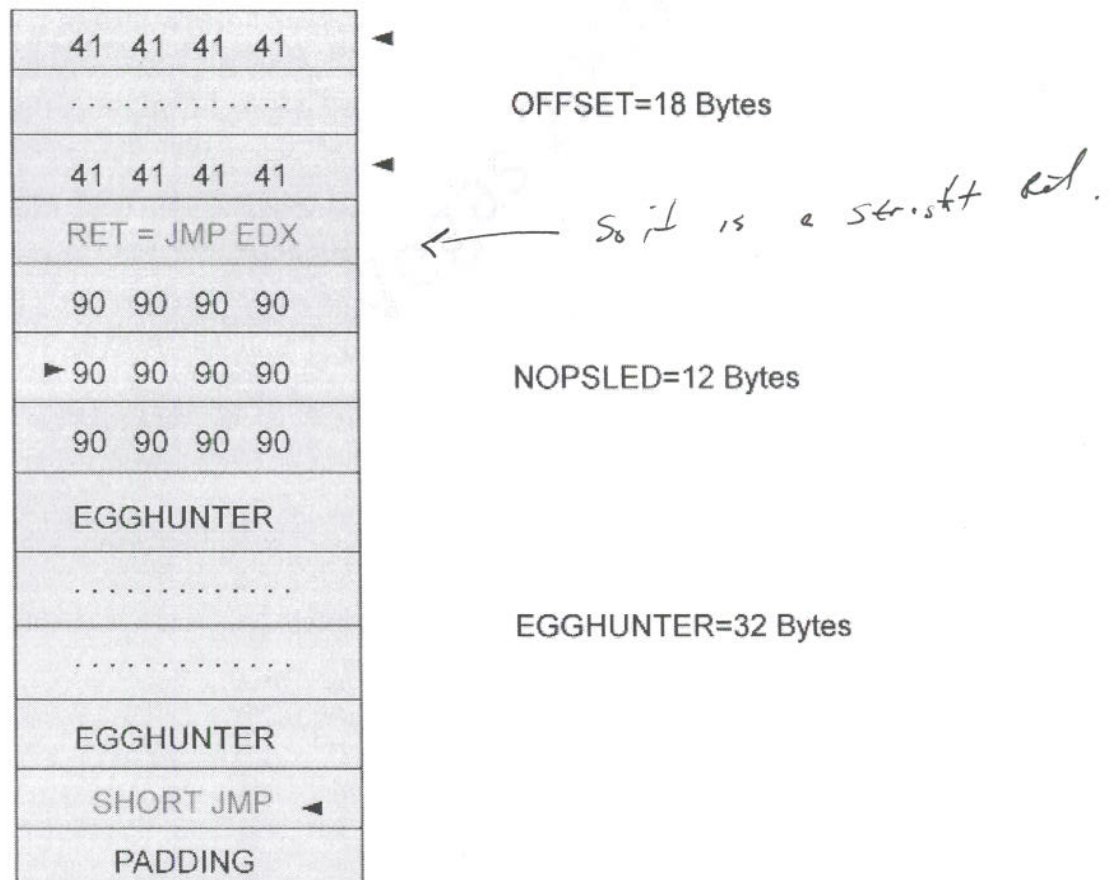 41 41 41 41
. . . . . . . . . . . . .
OFFSET=18 Bytes
41 41 41 41
RET = JMP EDX
So it is a
90 90 90 90
90 90 90 90
NOPSLED=12 Bytes
90 90 90 90
EGGHUNTER
. . . . . . . . . . . . .
EGGHUNTER=32 Bytes
. . . . . . . . . . . . .
EGGHUNTER
SHORT JMP
PADDING